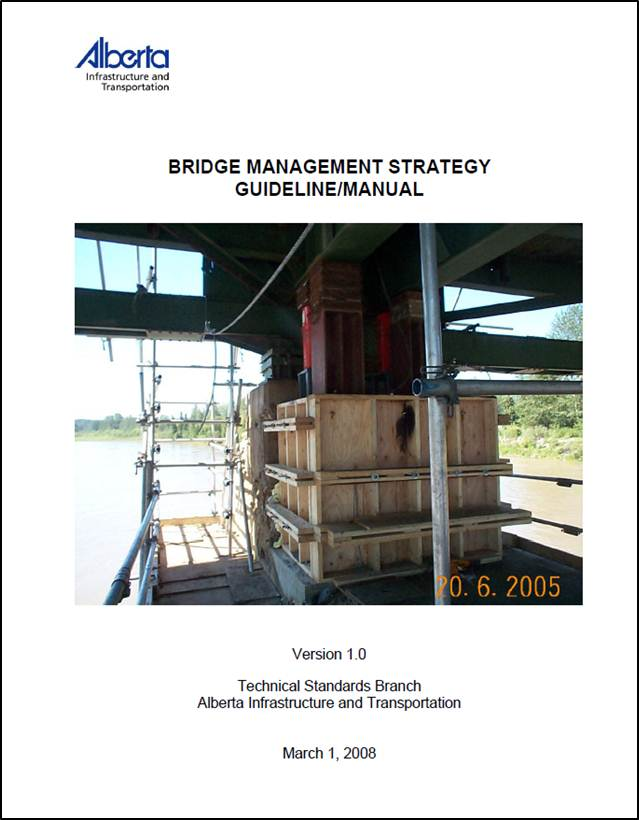 Alberta
Infrastructure and
Transportation
BRIDGE MANAGEMENT STRATEGY
GUIDELINE/MANUAL
20. 6. 2005
Version 1.0
Technical Standards Branch
Alberta Infrastructure and Transportation
March 1, 2008